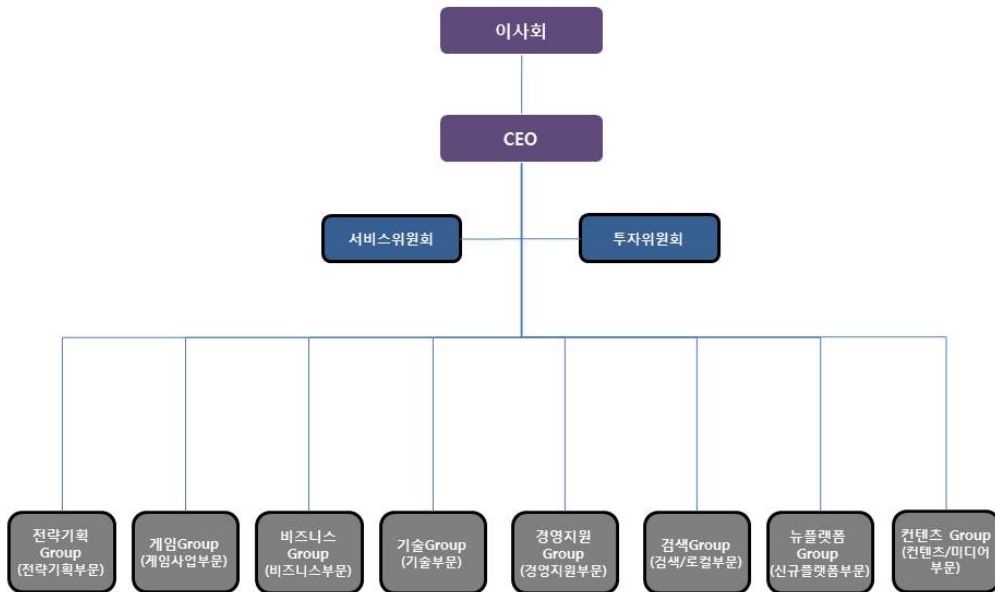 이사회
CEO
서비스위원회
투자위원회
전략기획
Group
(전략기획부문)
게임Group
(게임사업부문)
비즈니스
Group
(비즈니스부문)
기술Group
(기술부문)
경영지원
Group
(경영지원부문)
검색Group
(검색/로컬부문)
뉴플랫폼
Group
(신규플랫폼부문)
컨텐츠 Group
(컨텐츠/미디어
부문)